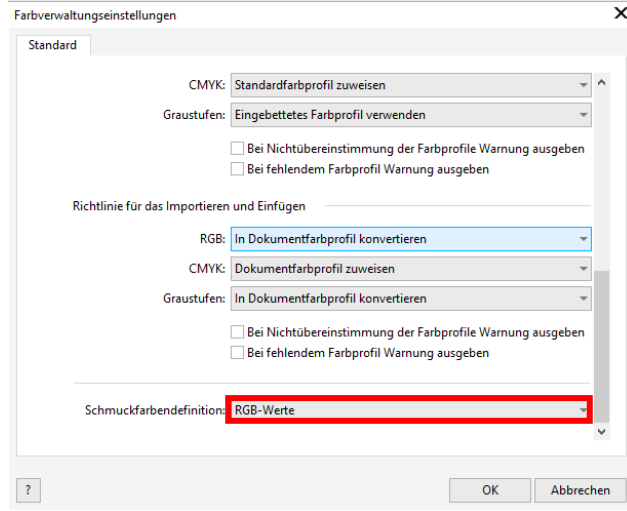 Farbverwaltungseinstellungen
Standard
CMYK: Standardfarbprofil zuweisen
Graustufen: Eingebettetes Farbprofil verwenden
Bei Nichtübereinstimmung der Farbprofile Warnung ausgeben
Bei fehlendem Farbprofil Warnung ausgeben
Richtlinie für das Importieren und Einfügen
RGB: In Dokumentfarbprofil konvertieren
CMYK: Dokumentfarbprofil zuweisen
Graustufen: In Dokumentfarbprofil konvertieren
Bei Nichtübereinstimmung der Farbprofile Warnung ausgeben
Bei fehlendem Farbprofil Warnung ausgeben
Schmuckfarbendefinition: RGB-Werte
? OK Abbrechen